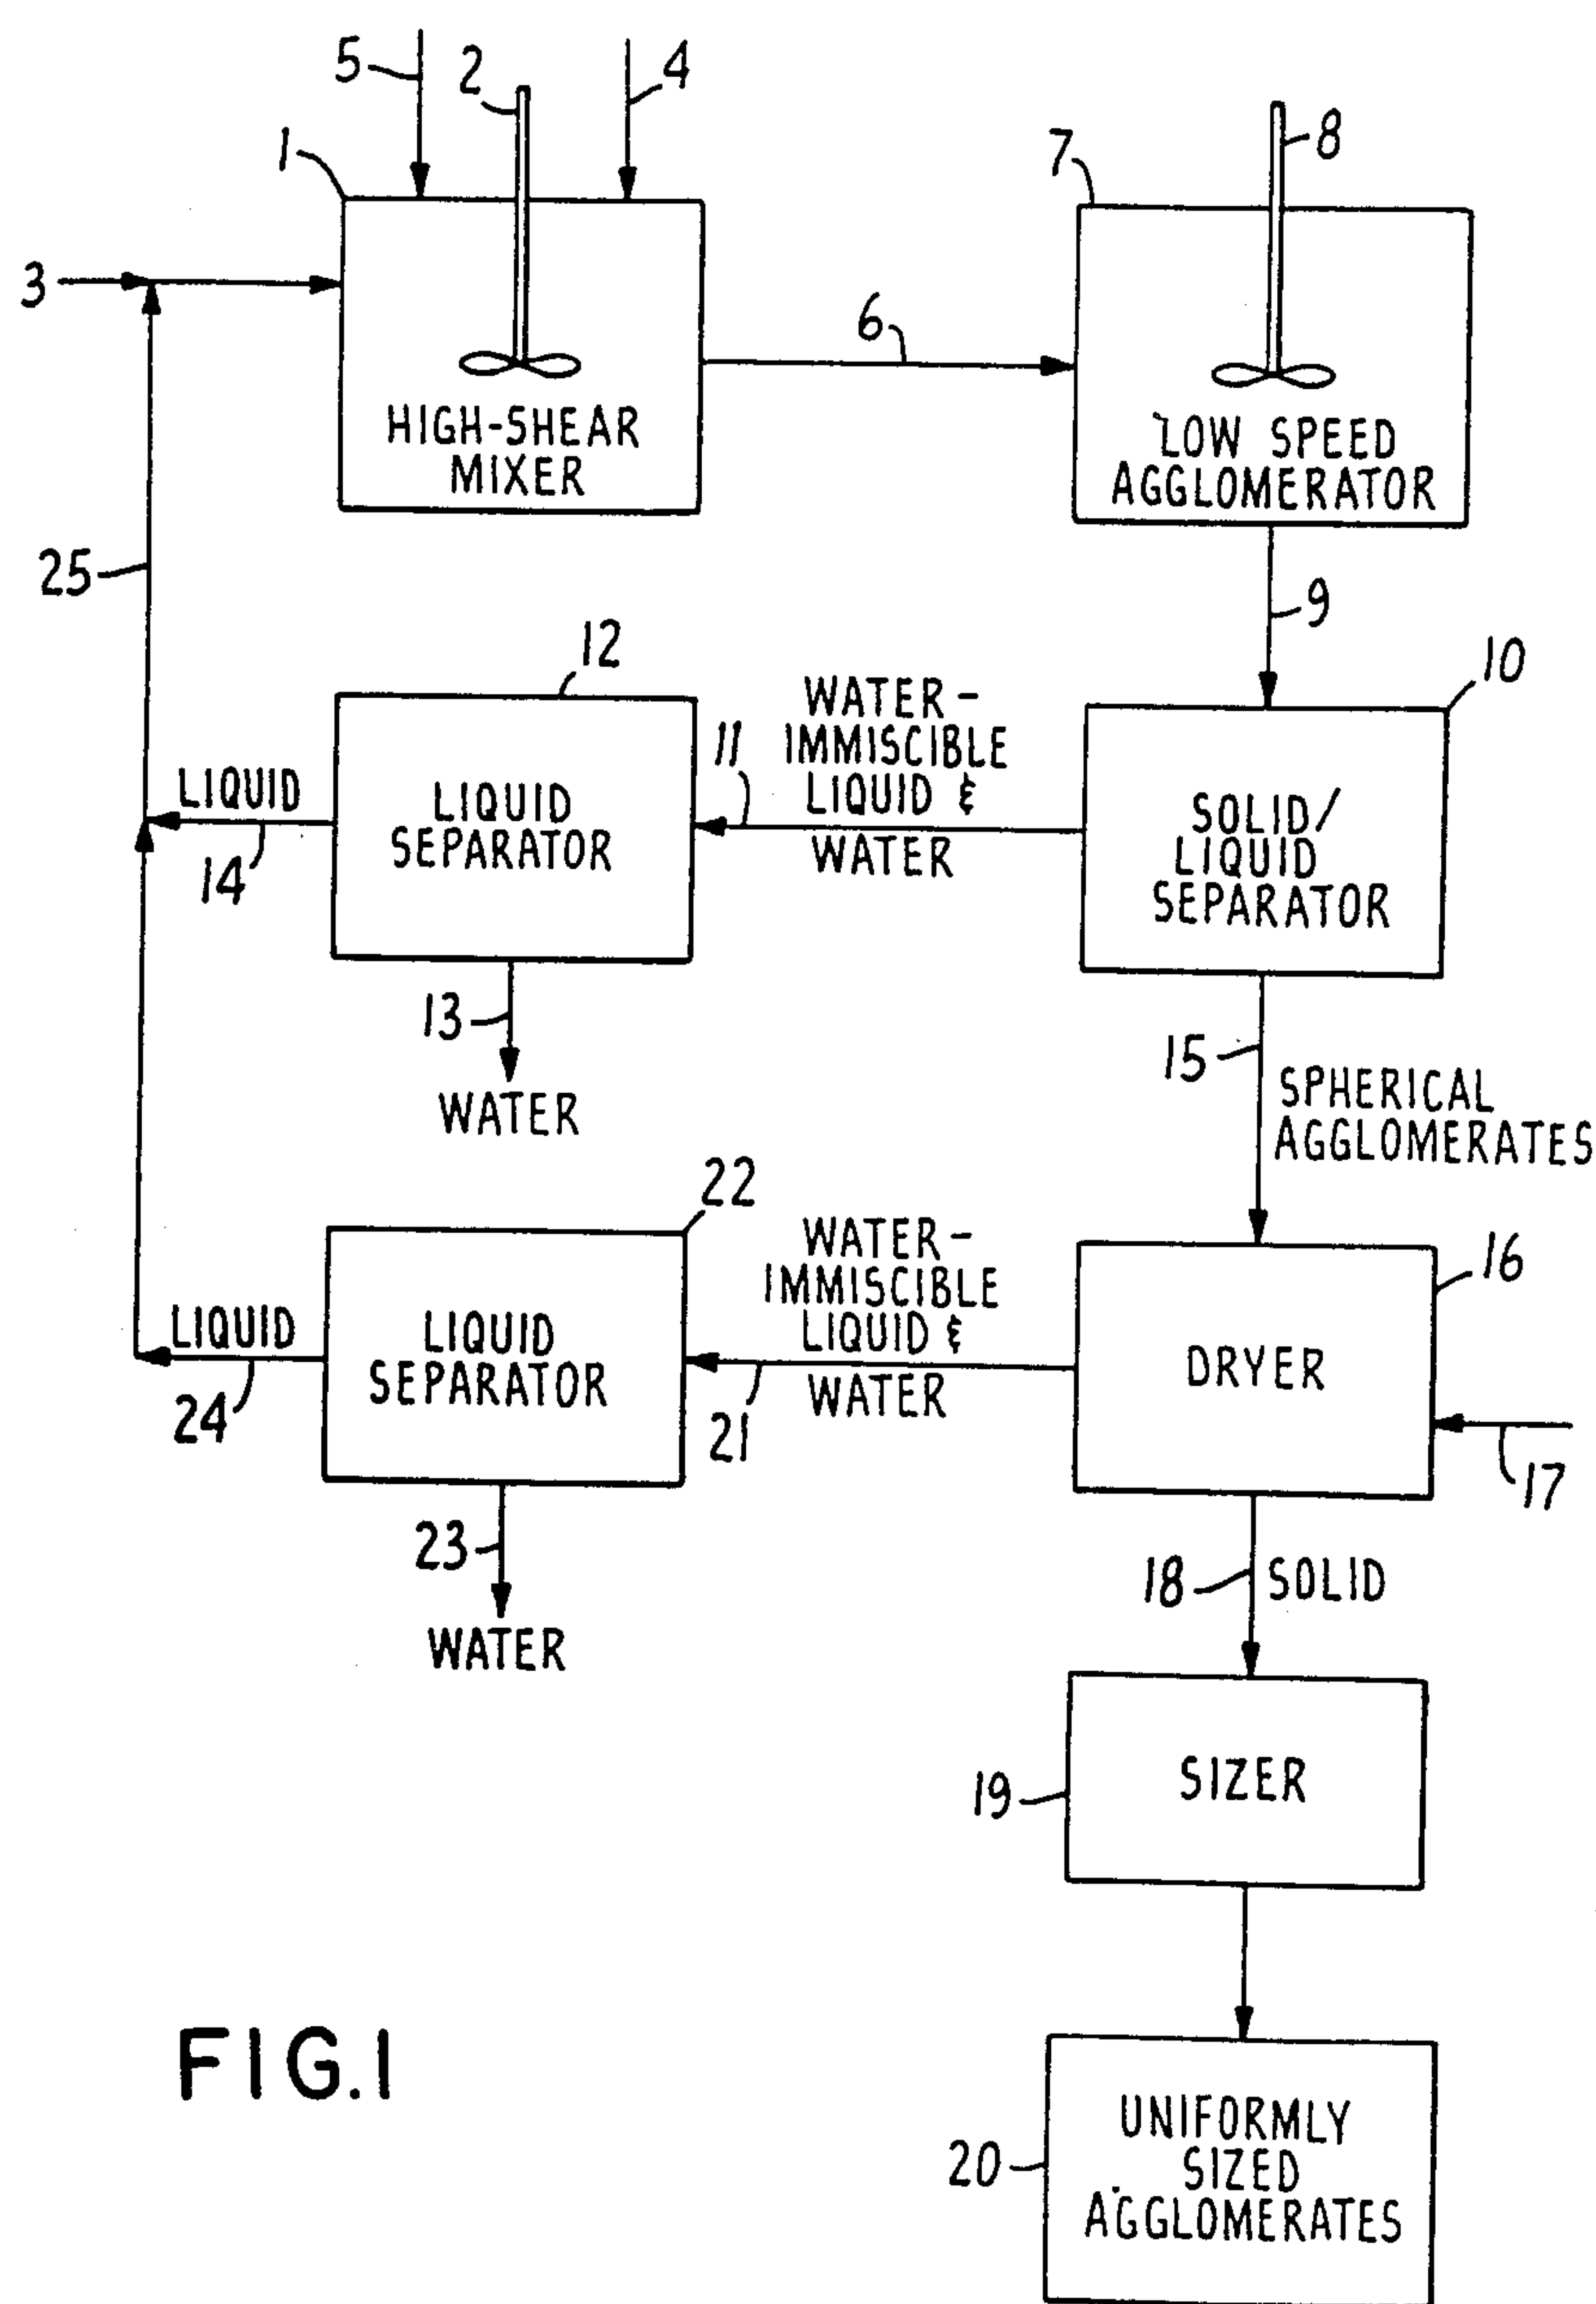 5
2
4
1
7
8
3
6
HIGH-SHEAR
MIXER
LOW SPEED
AGGLOMERATOR
25
9
12
10
WATER-
IMMISCIBLE
LIQUID &
WATER
11
LIQUID
14
LIQUID
SEPARATOR
SOLID/
LIQUID
SEPARATOR
13
WATER
15
SPHERICAL
AGGLOMERATES
22
16
WATER-
IMMISCIBLE
LIQUID &
WATER
21
LIQUID
24
LIQUID
SEPARATOR
DRYER
17
23
WATER
18
SOLID
19
SIZER
FIG.1
20
UNIFORMLY
SIZED
AGGLOMERATES